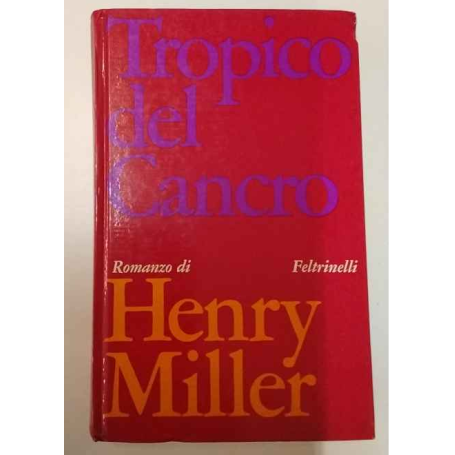 Tropico
del
Cancro
Romanzo di Feltrinelli
Henry
Miller